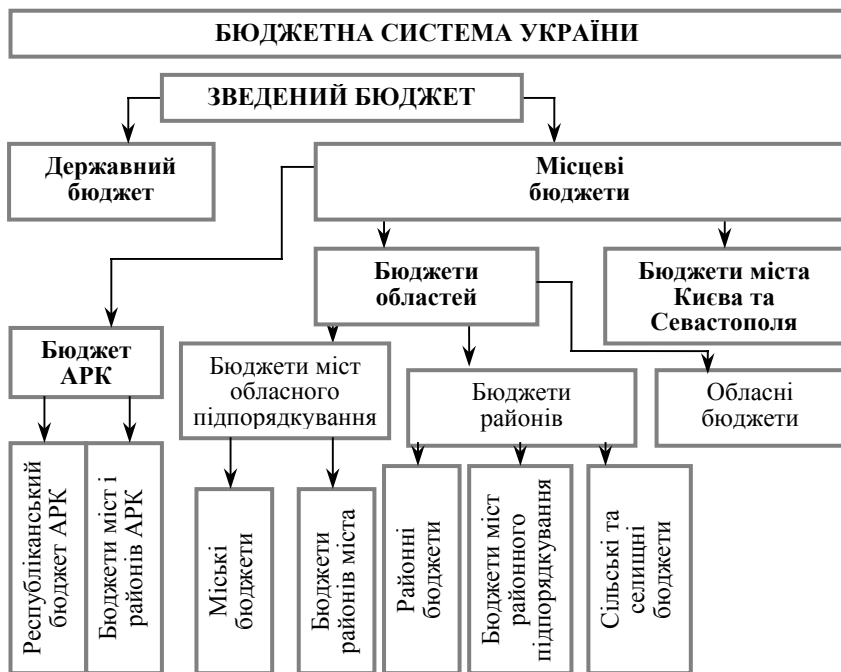 БЮДЖЕТНА СИСТЕМА УКРАЇНИ
ЗВЕДЕНИЙ БЮДЖЕТ
Державний
бюджет
Місцеві
бюджети
Бюджети
областей
Бюджети міста
Києва та
Севастополя
Бюджет
АРК
Бюджети міст
обласного
підпорядкування
Бюджети
районів
Обласні
бюджети
Республіканський
бюджет АРК
Бюджети міст і
районів АРК
Міські
бюджети
Бюджети
районів міста
Районні
бюджети
Бюджети міст
районного
підпорядкування
Сільські та
селищні
бюджети